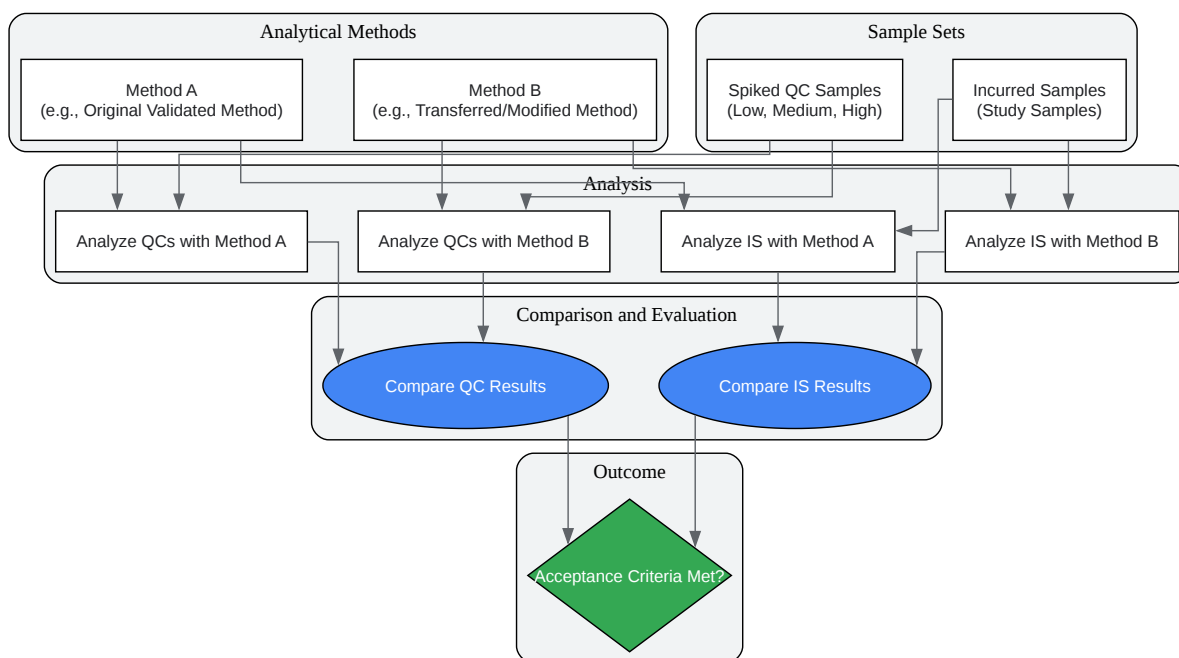 Analytical Methods
Sample Sets
Method A
(e.g., Original Validated Method)
Method B
(e.g., Transferred/Modified Method)
Spiked QC Samples
(Low, Medium, High)
Incurred Samples
(Study Samples)
Analysis
Analyze QCs with Method A
Analyze QCs with Method B
Analyze IS with Method A
Analyze IS with Method B
Comparison and Evaluation
Compare QC Results
Compare IS Results
Outcome
Acceptance Criteria Met?